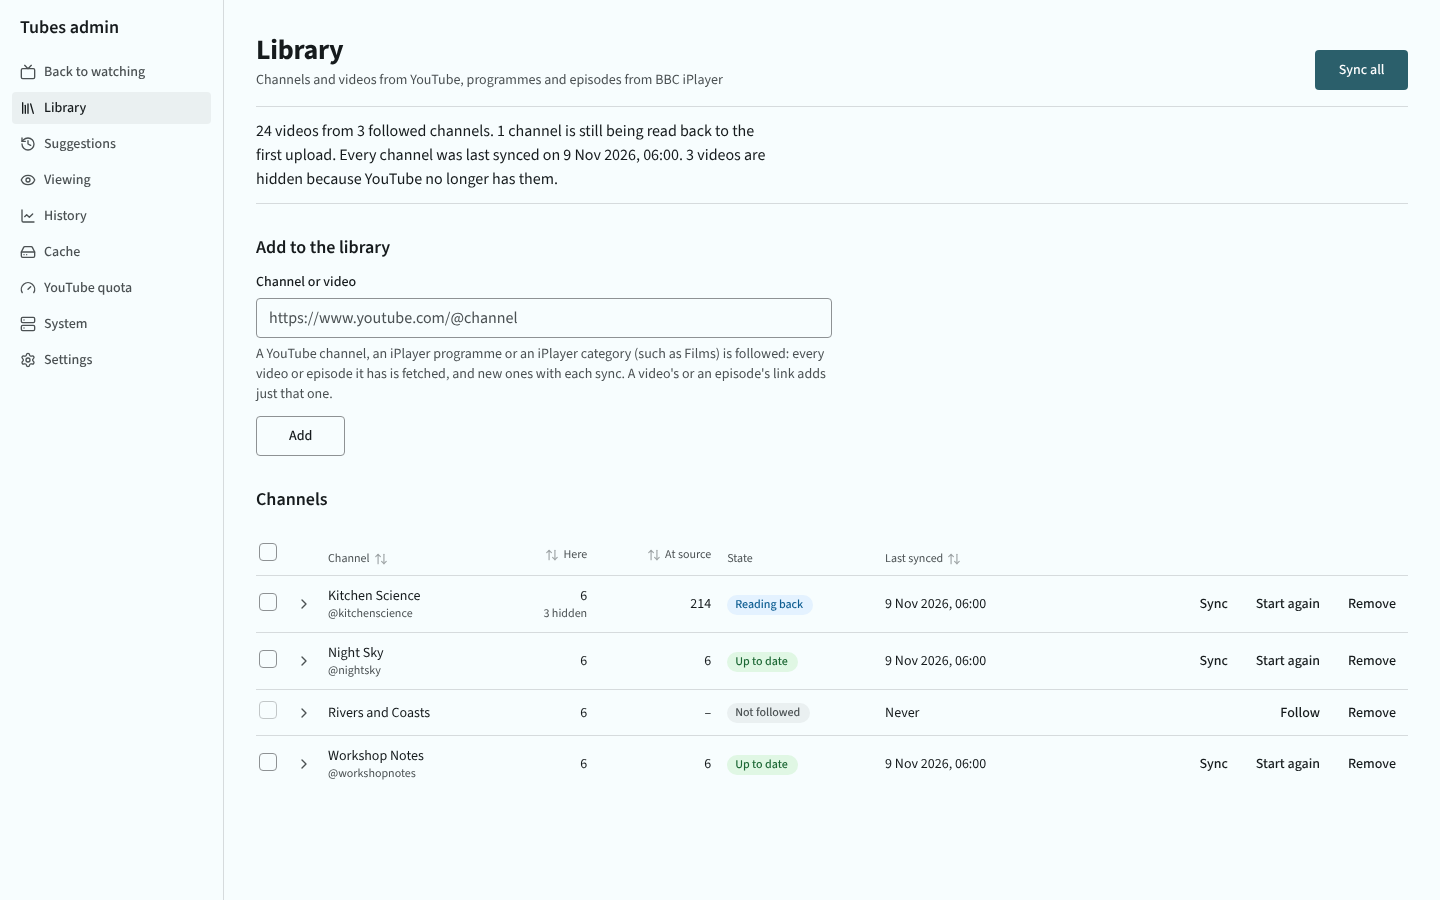 Tubes admin
Back to watching
Library
Suggestions
Viewing
History
Cache
YouTube quota
System
Settings
Library
Channels and videos from YouTube, programmes and episodes from BBC iPlayer
Sync all
24 videos from 3 followed channels. 1 channel is still being read back to the
first upload. Every channel was last synced on 9 Nov 2026, 06:00. 3 videos are
hidden because YouTube no longer has them.
Add to the library
Channel or video
https://www.youtube.com/@channel
A YouTube channel, an iPlayer programme or an iPlayer category (such as Films) is followed: every
video or episode it has is fetched, and new ones with each sync. A video's or an episode's link adds
just that one.
Add
Channels
Channel Here At source State Last synced
Kitchen Science 6 214 Reading back 9 Nov 2026, 06:00 Sync Start again Remove
@kitchenscience 3 hidden
Night Sky 6 6 Up to date 9 Nov 2026, 06:00 Sync Start again Remove
@nightsky
Rivers and Coasts 6 – Not followed Never Follow Remove
Workshop Notes 6 6 Up to date 9 Nov 2026, 06:00 Sync Start again Remove
@workshopnotes